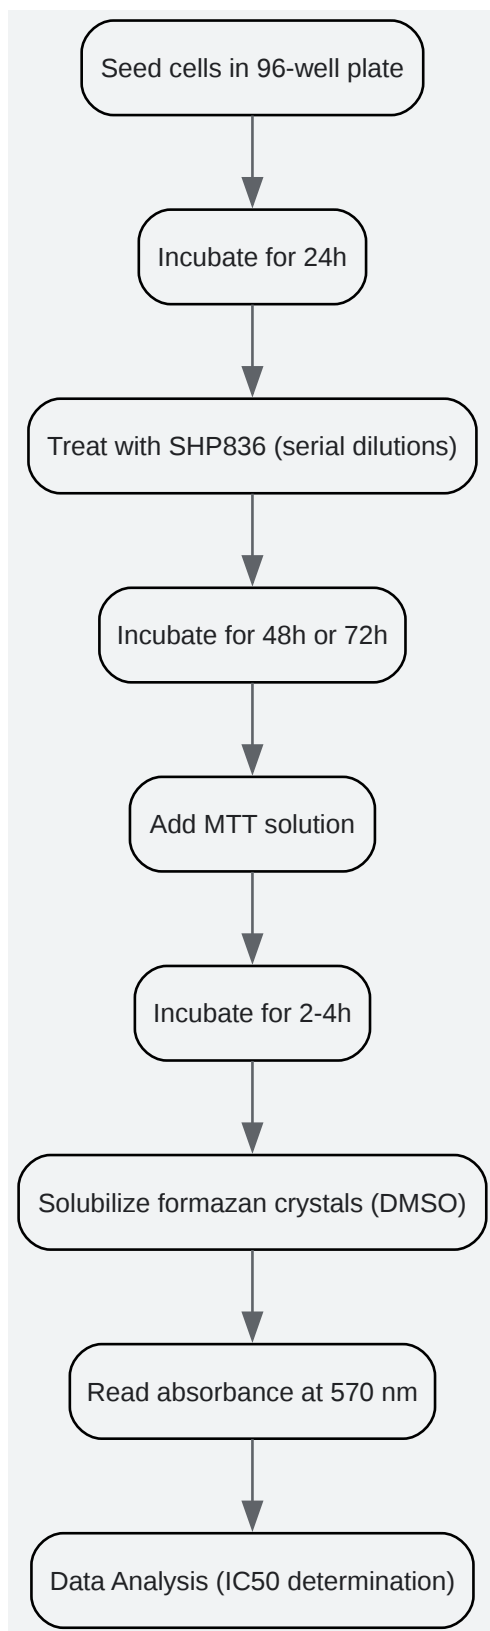 Seed cells in 96-well plate
Incubate for 24h
Treat with SHP836 (serial dilutions)
Incubate for 48h or 72h
Add MTT solution
Incubate for 2-4h
Solubilize formazan crystals (DMSO)
Read absorbance at 570 nm
Data Analysis (IC50 determination)